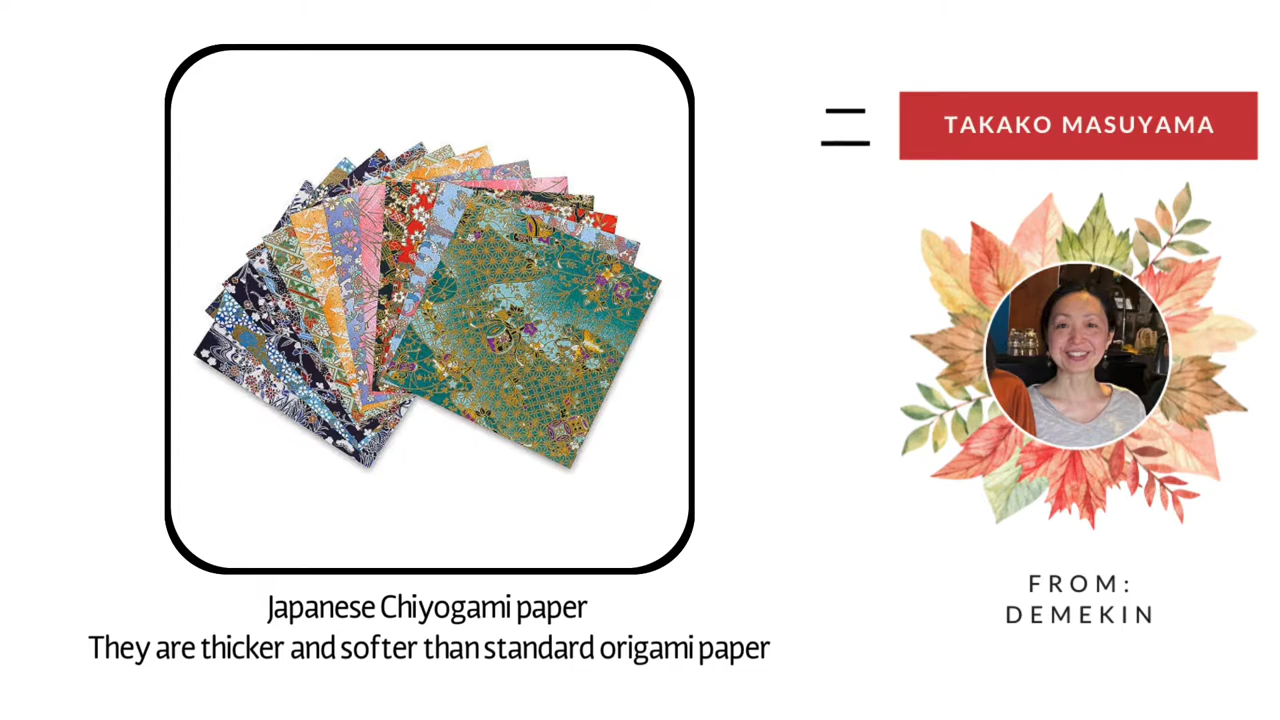 TAKAKO MASUYAMA
FROM:
DEMEKIN
Japanese Chiyogami paper
They are thicker and softer than standard origami paper